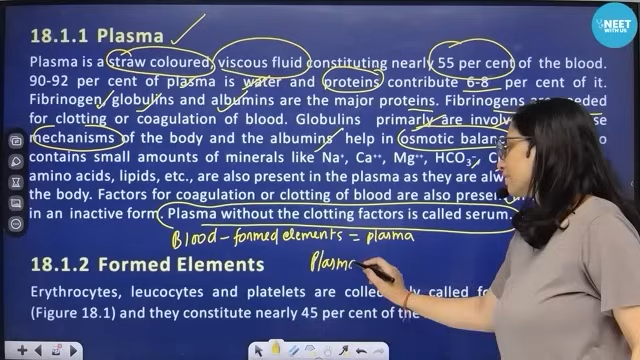 18.1.1 Plasma
NEET
WITH US
Plasma is a straw coloured, viscous fluid constituting nearly 55 per cent of the blood.
90-92 per cent of plasma is water and proteins contribute 6-8 per cent of it.
Fibrinogen, globulins and albumins are the major proteins. Fibrinogens are needed
for clotting or coagulation of blood. Globulins primarly are involv
mechanisms of the body and the albumins help in osmotic balan
contains small amounts of minerals like Na⁺, Ca⁺⁺, Mg⁺⁺, HCO₃⁻
amino acids, lipids, etc., are also present in the plasma as they are alw
the body. Factors for coagulation or clotting of blood are also present
in an inactive form. Plasma without the clotting factors is called serum.
Blood - formed elements = plasma
Plasma
18.1.2 Formed Elements
Erythrocytes, leucocytes and platelets are called
(Figure 18.1) and they constitute nearly 45 per cent of the